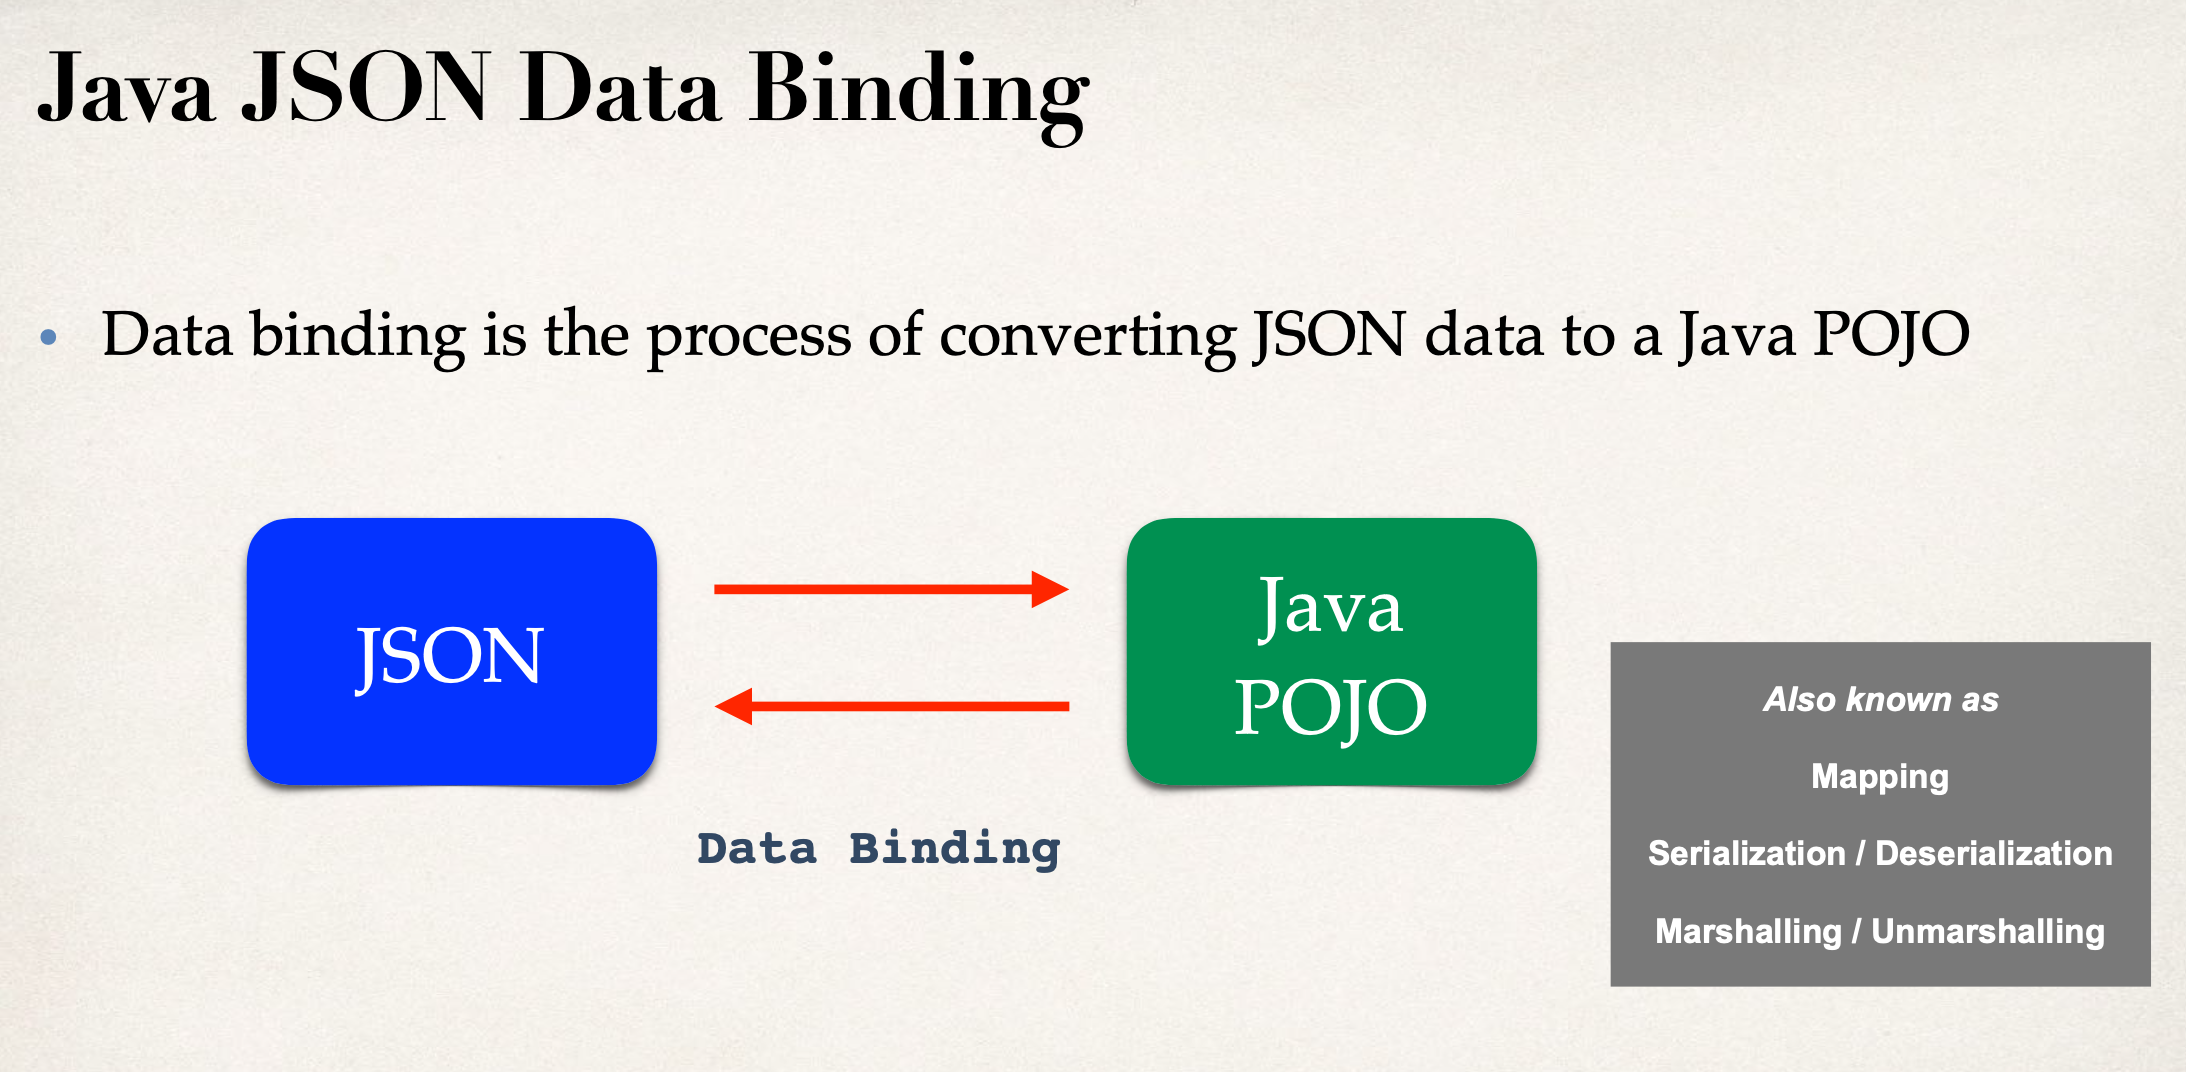 Java JSON Data Binding
• Data binding is the process of converting JSON data to a Java POJO
JSON
Java
POJO
Data Binding
Also known as
Mapping
Serialization / Deserialization
Marshalling / Unmarshalling